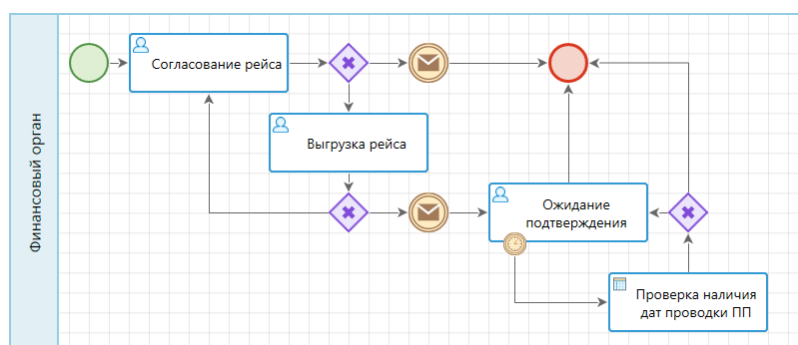 Финансовый орган
Согласование рейса
Выгрузка рейса
Ожидание
подтверждения
Проверка наличия
дат проводки ПП